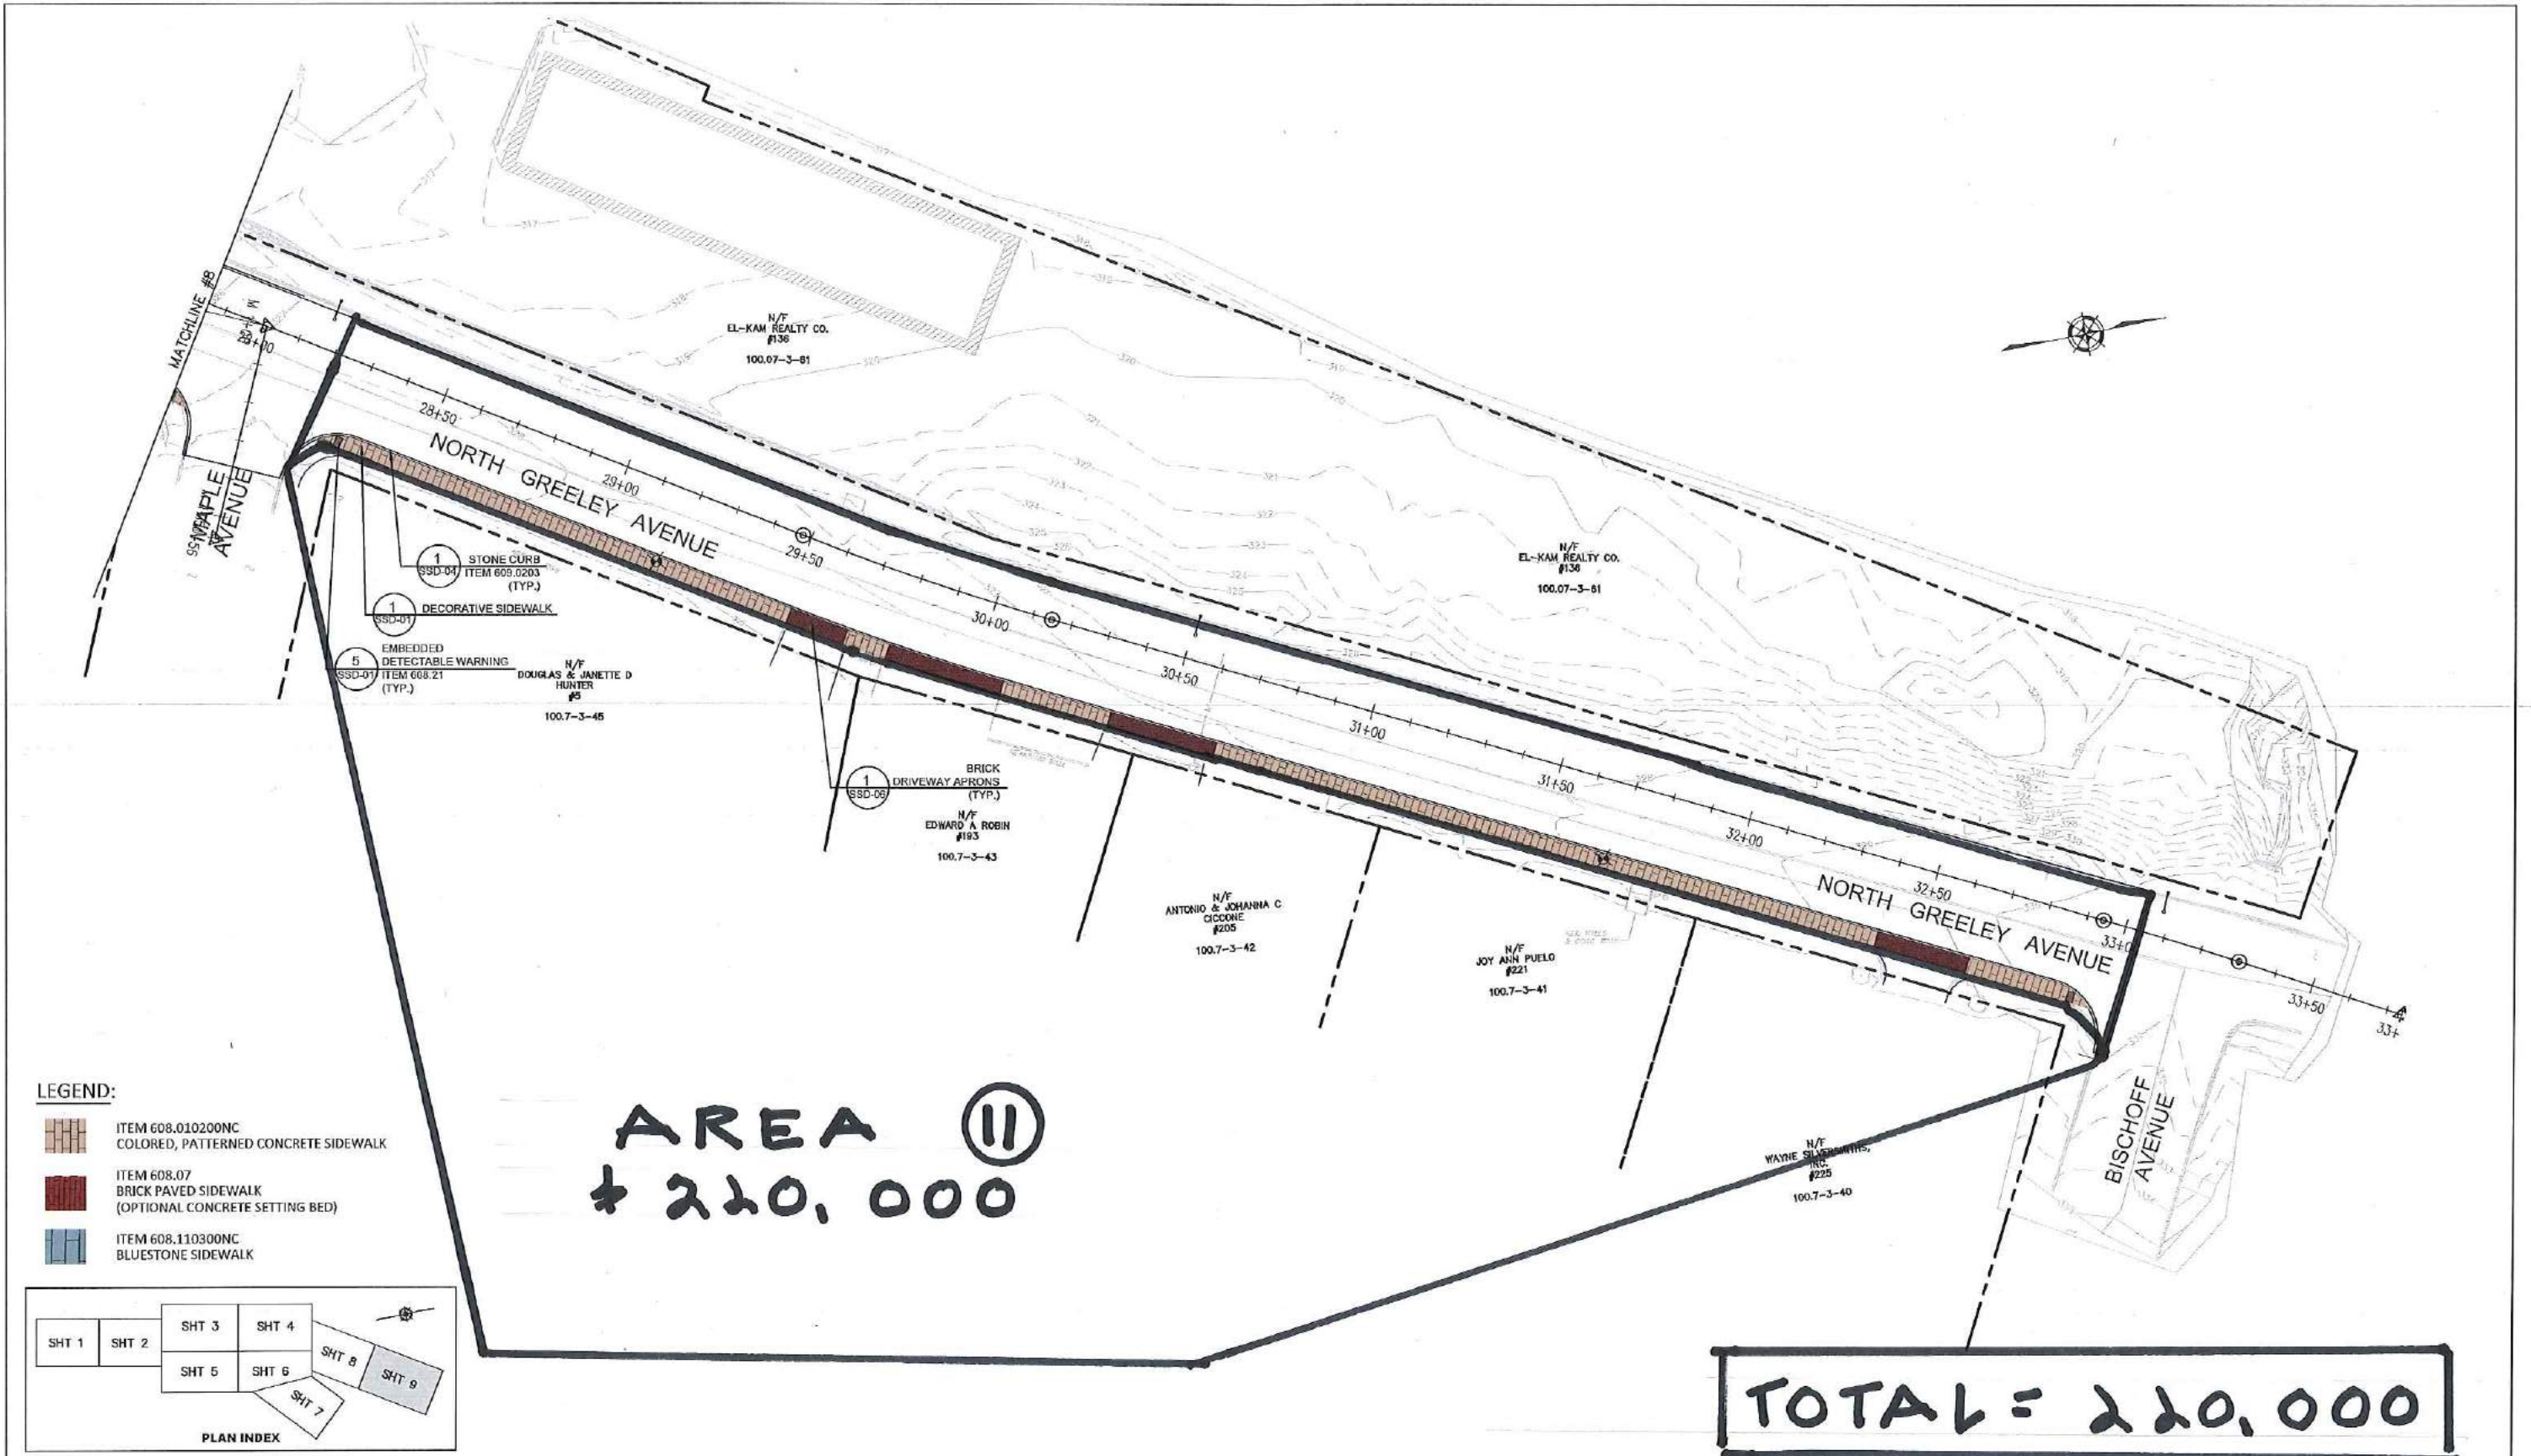 MATCHLINE #8
28+00
MAPLE
AVENUE
28+50
NORTH GREELEY AVENUE
29+00
29+50
30+00
30+50
31+00
31+50
32+00
32+50
NORTH GREELEY AVENUE
33+50
33+
N/F
EL-KAM REALTY CO.
#136
100.07-3-61
N/F
EL-KAM REALTY CO.
#136
100.07-3-61
1
SSD-04
STONE CURB
ITEM 609.0203
(TYP.)
1
SSD-01
DECORATIVE SIDEWALK
5
SSD-01
EMBEDDED
DETECTABLE WARNING
ITEM 608.21
(TYP.)
N/F
DOUGLAS & JANETTE D
HUNTER
#5
100.7-3-45
1
SSD-06
BRICK
DRIVEWAY APRONS
(TYP.)
N/F
EDWARD A ROBIN
#193
100.7-3-43
N/F
ANTONIO & JOHANNA C
CICCONE
#205
100.7-3-42
N/F
JOY ANN PUELO
#221
100.7-3-41
N/F
WAYNE SILVERSMITHS,
INC.
#225
100.7-3-40
BISCHOFF
AVENUE
AREA 11
$ 220,000
LEGEND:
ITEM 608.010200NC
COLORED, PATTERNED CONCRETE SIDEWALK
ITEM 608.07
BRICK PAVED SIDEWALK
(OPTIONAL CONCRETE SETTING BED)
ITEM 608.110300NC
BLUESTONE SIDEWALK
SHT 1
SHT 2
SHT 3
SHT 4
SHT 5
SHT 6
SHT 7
SHT 8
SHT 9
PLAN INDEX
TOTAL = 220,000